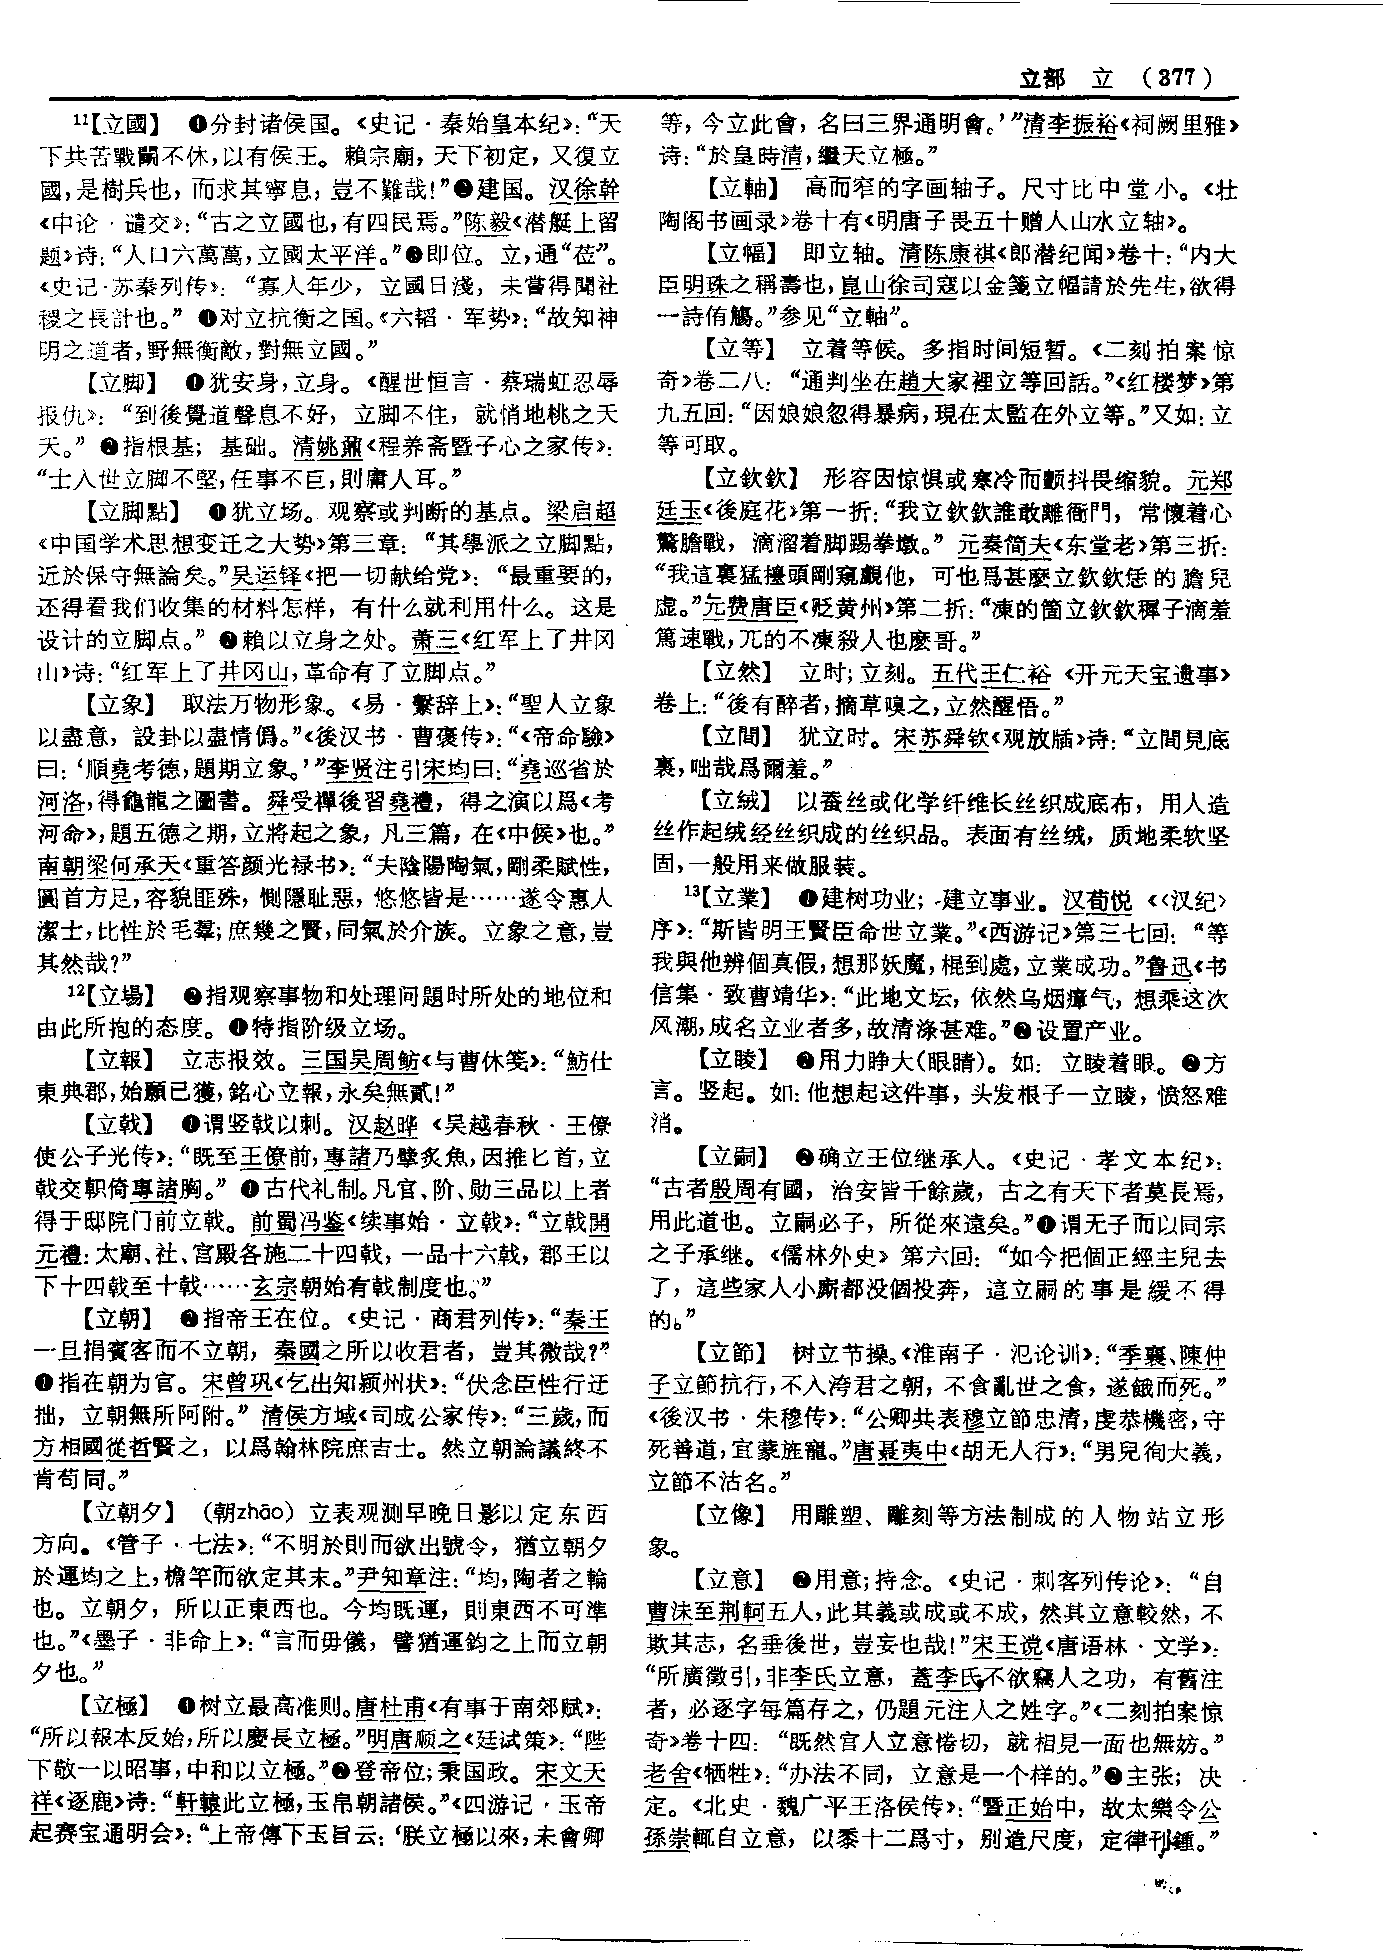 立部 立 (377)
¹¹【立國】 ❶分封诸侯国。《史记·秦始皇本纪》：“天
下共苦戰鬭不休，以有侯王。賴宗廟，天下初定，又復立
國，是樹兵也，而求其寧息，豈不難哉！”❷建国。汉徐幹
《中论·谴交》：“古之立國也，有四民焉。”陈毅《潜艇上留
题》诗：“人口六萬萬，立國太平洋。”❸即位。立，通“莅”。
《史记·苏秦列传》：“寡人年少，立國日淺，未嘗得聞社
稷之長計也。”❹对立抗衡之国。《六韬·军势》：“故知神
明之道者，野無衡敵，對無立國。”
【立脚】 ❶犹安身，立身。《醒世恒言·蔡瑞虹忍辱
报仇》：“到後覺道聲息不好，立脚不住，就悄地桃之夭
夭。”❷指根基；基础。清姚鼐《程养斋暨子心之家传》：
“士入世立脚不堅，任事不巨，則庸人耳。”
【立脚點】 ❶犹立场。观察或判断的基点。梁启超
《中国学术思想变迁之大势》第三章：“其學派之立脚點，
近於保守無論矣。”吴运铎《把一切献给党》：“最重要的，
还得看我们收集的材料怎样，有什么就利用什么。这是
设计的立脚点。”❷赖以立身之处。萧三《红军上了井冈
山》诗：“红军上了井冈山，革命有了立脚点。”
【立象】 取法万物形象。《易·繫辞上》：“聖人立象
以盡意，設卦以盡情僞。”《後汉书·曹褒传》：“《帝命驗》
曰：‘順堯考德，題期立象。’”李贤注引宋均曰：“堯巡省於
河洛，得龜龍之圖書。舜受禪後習堯禮，得之演以爲《考
河命》，題五德之期，立將起之象，凡三篇，在《中候》也。”
南朝梁何承天《重答颜光禄书》：“夫陰陽陶氣，剛柔賦性，
圓首方足，容貌匪殊，惻隱耻惡，悠悠皆是……遂令惠人
潔士，比性於毛羣；庶幾之賢，同氣於介族。立象之意，豈
其然哉？”
¹²【立場】 ❷指观察事物和处理问题时所处的地位和
由此所抱的态度。❶特指阶级立场。
【立報】 立志报效。三国吴周鲂《与曹休笺》：“魴仕
東典郡，始願已獲，銘心立報，永矣無貳！”
【立戟】 ❶谓竖戟以刺。汉赵晔《吴越春秋·王僚
使公子光传》：“既至王僚前，專諸乃擘炙魚，因推匕首，立
戟交軹倚專諸胸。”❶古代礼制。凡官、阶、勋三品以上者
得于邸院门前立戟。前蜀冯鉴《续事始·立戟》：“立戟開
元禮：太廟、社、宫殿各施二十四戟，一品十六戟，郡王以
下十四戟至十戟……玄宗朝始有戟制度也。”
【立朝】 ❷指帝王在位。《史记·商君列传》：“秦王
一旦捐賓客而不立朝，秦國之所以收君者，豈其微哉？”
❶指在朝为官。宋曾巩《乞出知颍州状》：“伏念臣性行迂
拙，立朝無所阿附。”清侯方域《司成公家传》：“三歲，而
方相國從哲賢之，以爲翰林院庶吉士。然立朝論議終不
肯苟同。”
【立朝夕】 （朝zhāo）立表观测早晚日影以定东西
方向。《管子·七法》：“不明於則而欲出號令，猶立朝夕
於運均之上，檐竿而欲定其末。”尹知章注：“均，陶者之輪
也。立朝夕，所以正東西也。今均既運，則東西不可準
也。”《墨子·非命上》：“言而毋儀，譬猶運鈞之上而立朝
夕也。”
【立極】 ❶树立最高准则。唐杜甫《有事于南郊赋》：
“所以報本反始，所以慶長立極。”明唐顺之《廷试策》：“陛
下敬一以昭事，中和以立極。”❷登帝位；秉国政。宋文天
祥《逐鹿》诗：“軒轅此立極，玉帛朝諸侯。”《四游记·玉帝
起赛宝通明会》：“上帝傳下玉旨云：‘朕立極以來，未會卿
等，今立此會，名曰三界通明會。’”清李振裕《祠阙里雅》
诗：“於皇時清，繼天立極。”
【立軸】 高而窄的字画轴子。尺寸比中堂小。《壮
陶阁书画录》卷十有《明唐子畏五十赠人山水立轴》。
【立幅】 即立轴。清陈康祺《郎潜纪闻》卷十：“内大
臣明珠之稱壽也，崑山徐司寇以金箋立幅請於先生，欲得
一詩侑觴。”参见“立軸”。
【立等】 立着等候。多指时间短暂。《二刻拍案惊
奇》卷二八：“通判坐在趙大家裡立等回話。”《红楼梦》第
九五回：“因娘娘忽得暴病，現在太監在外立等。”又如：立
等可取。
【立欽欽】 形容因惊惧或寒冷而颤抖畏缩貌。元郑
廷玉《後庭花》第一折：“我立欽欽誰敢離衙門，常懷着心
驚膽戰，滴溜着脚踢拳墩。”元秦简夫《东堂老》第三折：
“我這裏猛擡頭剛窺覷他，可也爲甚麽立欽欽恁的膽兒
虚。”元费唐臣《贬黄州》第二折：“凍的箇立欽欽穉子滴羞
篤速戰，兀的不凍殺人也麽哥。”
【立然】 立时；立刻。五代王仁裕《开元天宝遗事》
卷上：“後有醉者，摘草嗅之，立然醒悟。”
【立間】 犹立时。宋苏舜钦《观放牐》诗：“立間見底
裏，咄哉爲爾羞。”
【立絨】 以蚕丝或化学纤维长丝织成底布，用人造
丝作起绒经丝织成的丝织品。表面有丝绒，质地柔软坚
固，一般用来做服装。
¹³【立業】 ❶建树功业；建立事业。汉荀悦《〈汉纪〉
序》：“斯皆明王賢臣命世立業。”《西游记》第三七回：“等
我與他辨個真假，想那妖魔，棍到處，立業成功。”鲁迅《书
信集·致曹靖华》：“此地文坛，依然乌烟瘴气，想乘这次
风潮，成名立业者多，故清涤甚难。”❷设置产业。
【立睖】 ❷用力睁大（眼睛）。如：立睖着眼。❷方
言。竖起。如：他想起这件事，头发根子一立睖，愤怒难
消。
【立嗣】 ❷确立王位继承人。《史记·孝文本纪》：
“古者殷周有國，治安皆千餘歲，古之有天下者莫長焉，
用此道也。立嗣必子，所從來遠矣。”❶谓无子而以同宗
之子承继。《儒林外史》第六回：“如今把個正經主兒去
了，這些家人小廝都没個投奔，這立嗣的事是緩不得
的。”
【立節】 树立节操。《淮南子·氾论训》：“季襄、陳仲
子立節抗行，不入洿君之朝，不食亂世之食，遂餓而死。”
《後汉书·朱穆传》：“公卿共表穆立節忠清，虔恭機密，守
死善道，宜蒙旌寵。”唐聂夷中《胡无人行》：“男兒徇大義，
立節不沽名。”
【立像】 用雕塑、雕刻等方法制成的人物站立形
象。
【立意】 ❷用意；持念。《史记·刺客列传论》：“自
曹沫至荆軻五人，此其義或成或不成，然其立意較然，不
欺其志，名垂後世，豈妄也哉！”宋王谠《唐语林·文学》：
“所廣徵引，非李氏立意，蓋李氏不欲竊人之功，有舊注
者，必逐字每篇存之，仍題元注人之姓字。”《二刻拍案惊
奇》卷十四：“既然官人立意惓切，就相見一面也無妨。”
老舍《牺牲》：“办法不同，立意是一个样的。”❷主张；决
定。《北史·魏广平王洛侯传》：“暨正始中，故太樂令公
孫崇輒自立意，以黍十二爲寸，别造尺度，定律刊鍾。”